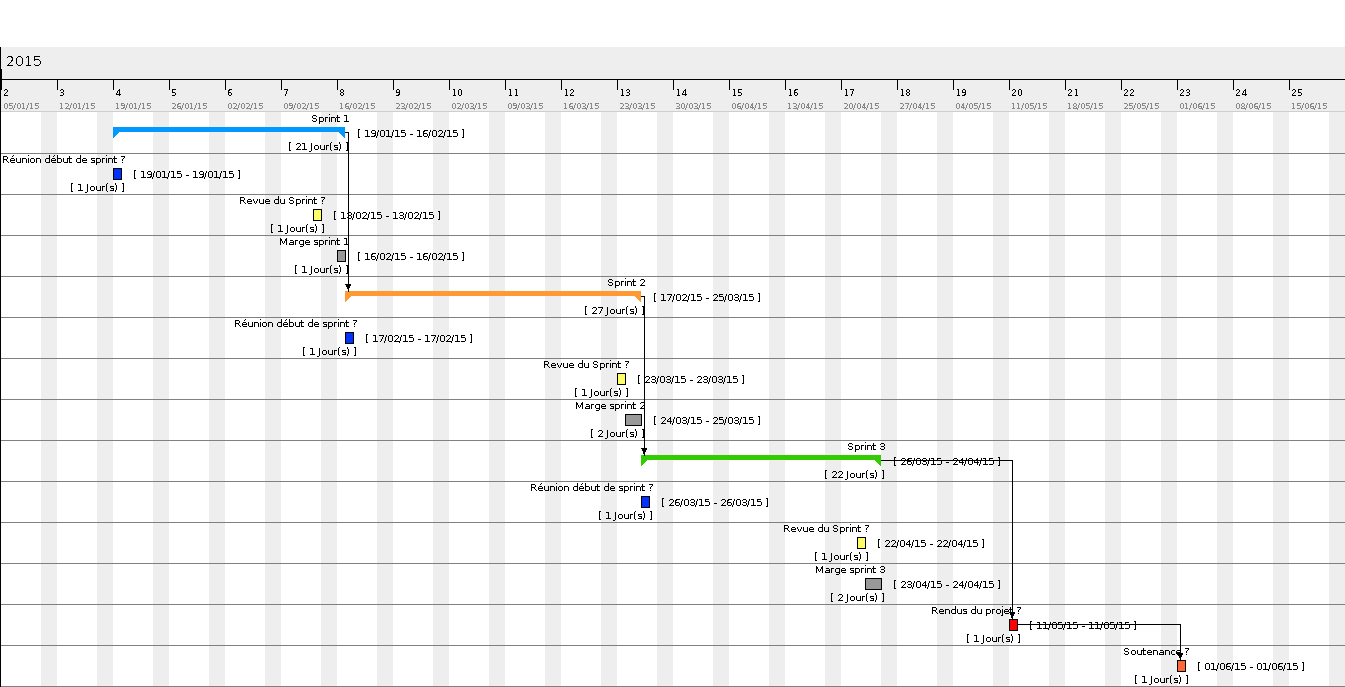 2015
2 3 4 5 6 7 8 9 10 11 12 13 14 15 16 17 18 19 20 21 22 23 24 25
05/01/15 12/01/15 19/01/15 26/01/15 02/02/15 09/02/15 16/02/15 23/02/15 02/03/15 09/03/15 16/03/15 23/03/15 30/03/15 06/04/15 13/04/15 20/04/15 27/04/15 04/05/15 11/05/15 18/05/15 25/05/15 01/06/15 08/06/15 15/06/15
Sprint 1
[ 19/01/15 - 16/02/15 ]
[ 21 Jour(s) ]
Réunion début de sprint ?
[ 19/01/15 - 19/01/15 ]
[ 1 Jour(s) ]
Revue du Sprint ?
[ 13/02/15 - 13/02/15 ]
[ 1 Jour(s) ]
Marge sprint 1
[ 16/02/15 - 16/02/15 ]
[ 1 Jour(s) ]
Sprint 2
[ 17/02/15 - 25/03/15 ]
[ 27 Jour(s) ]
Réunion début de sprint ?
[ 17/02/15 - 17/02/15 ]
[ 1 Jour(s) ]
Revue du Sprint ?
[ 23/03/15 - 23/03/15 ]
[ 1 Jour(s) ]
Marge sprint 2
[ 24/03/15 - 25/03/15 ]
[ 2 Jour(s) ]
Sprint 3
[ 26/03/15 - 24/04/15 ]
[ 22 Jour(s) ]
Réunion début de sprint ?
[ 26/03/15 - 26/03/15 ]
[ 1 Jour(s) ]
Revue du Sprint ?
[ 22/04/15 - 22/04/15 ]
[ 1 Jour(s) ]
Marge sprint 3
[ 23/04/15 - 24/04/15 ]
[ 2 Jour(s) ]
Rendus du projet ?
[ 11/05/15 - 11/05/15 ]
[ 1 Jour(s) ]
Soutenance ?
[ 01/06/15 - 01/06/15 ]
[ 1 Jour(s) ]